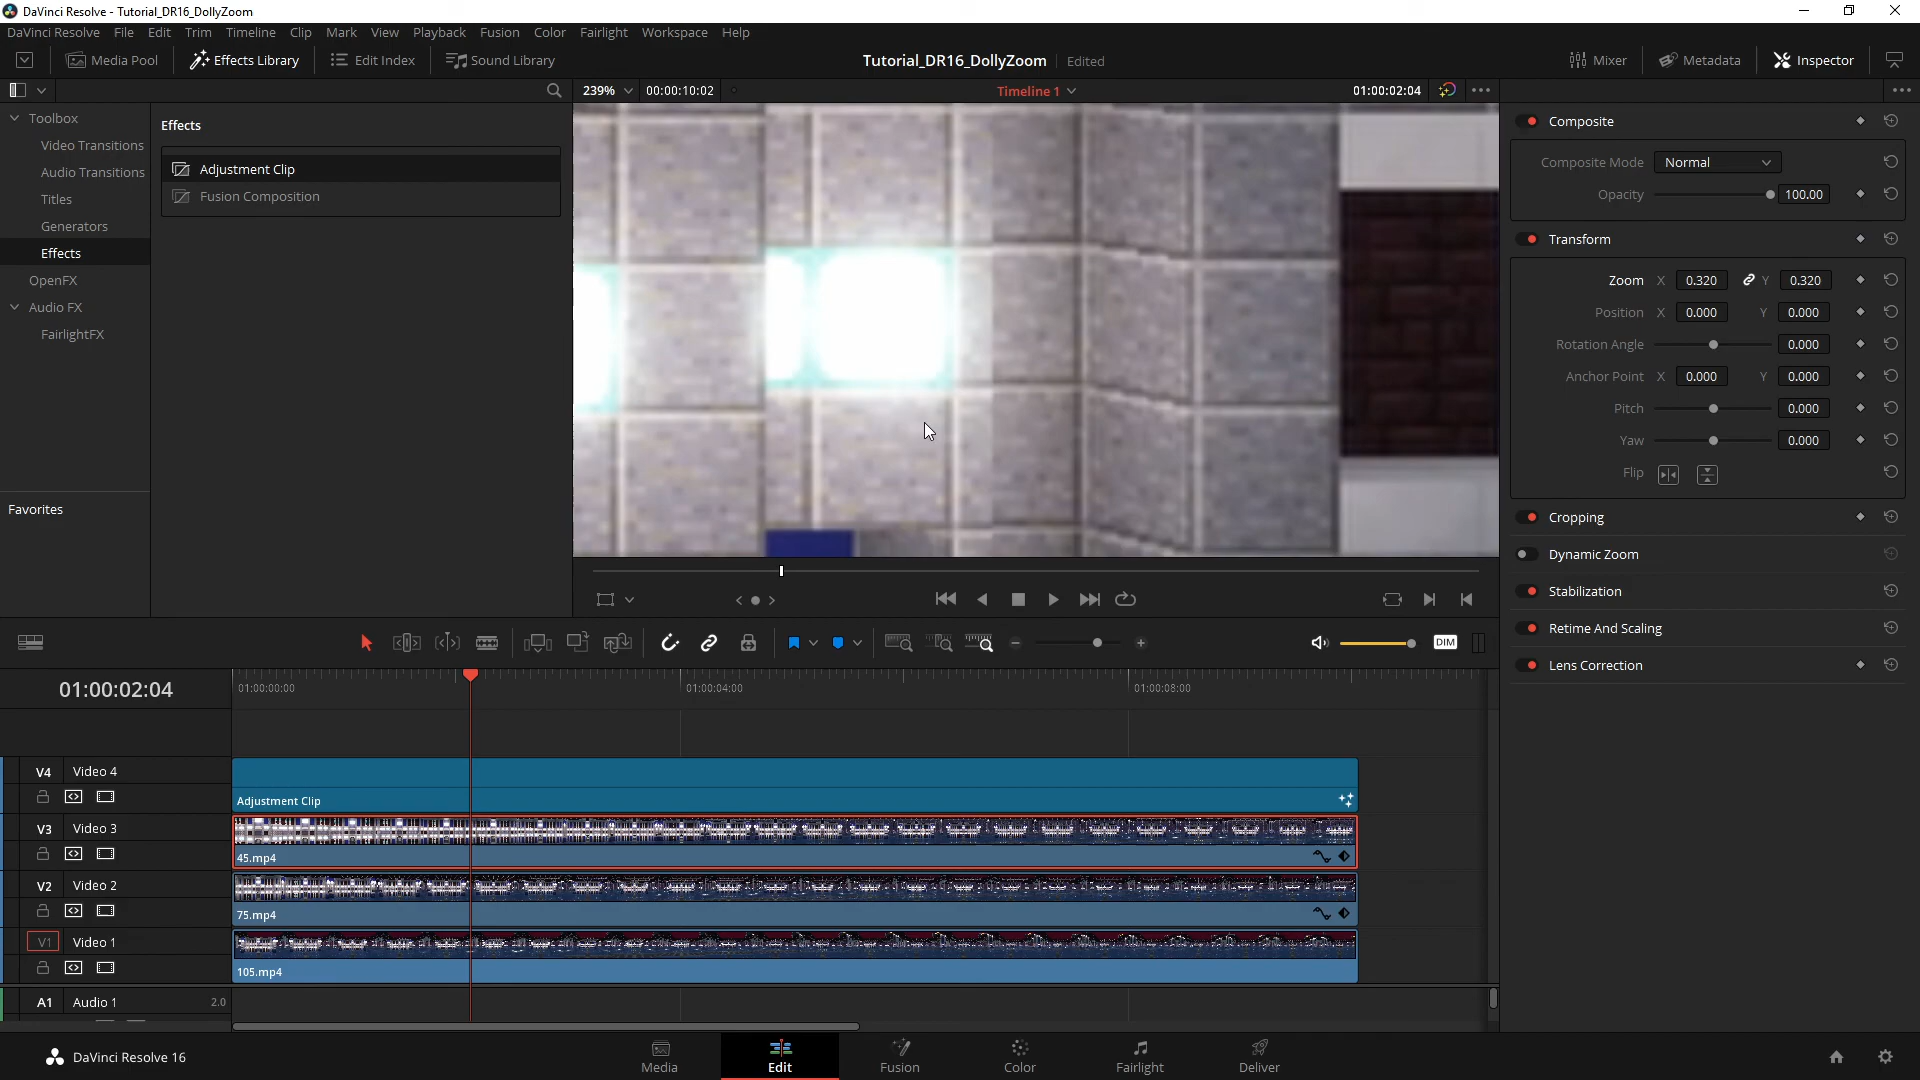 DaVinci Resolve - Tutorial_DR16_DollyZoom
DaVinci Resolve File Edit Trim Timeline Clip Mark View Playback Fusion Color Fairlight Workspace Help
Media Pool Effects Library Edit Index Sound Library Tutorial_DR16_DollyZoom Edited Mixer Metadata Inspector
239% 00:00:10:02 Timeline 1 01:00:02:04
Toolbox
Video Transitions
Audio Transitions
Titles
Generators
Effects
OpenFX
Audio FX
FairlightFX
Favorites
Effects
Adjustment Clip
Fusion Composition
Composite
Composite Mode Normal
Opacity 100.00
Transform
Zoom X 0.320 Y 0.320
Position X 0.000 Y 0.000
Rotation Angle 0.000
Anchor Point X 0.000 Y 0.000
Pitch 0.000
Yaw 0.000
Flip
Cropping
Dynamic Zoom
Stabilization
Retime And Scaling
Lens Correction
DIM
01:00:02:04
01:00:00:00 01:00:04:00 01:00:08:00
V4 Video 4
Adjustment Clip
V3 Video 3
45.mp4
V2 Video 2
75.mp4
V1 Video 1
105.mp4
A1 Audio 1 2.0
DaVinci Resolve 16
Media Edit Fusion Color Fairlight Deliver